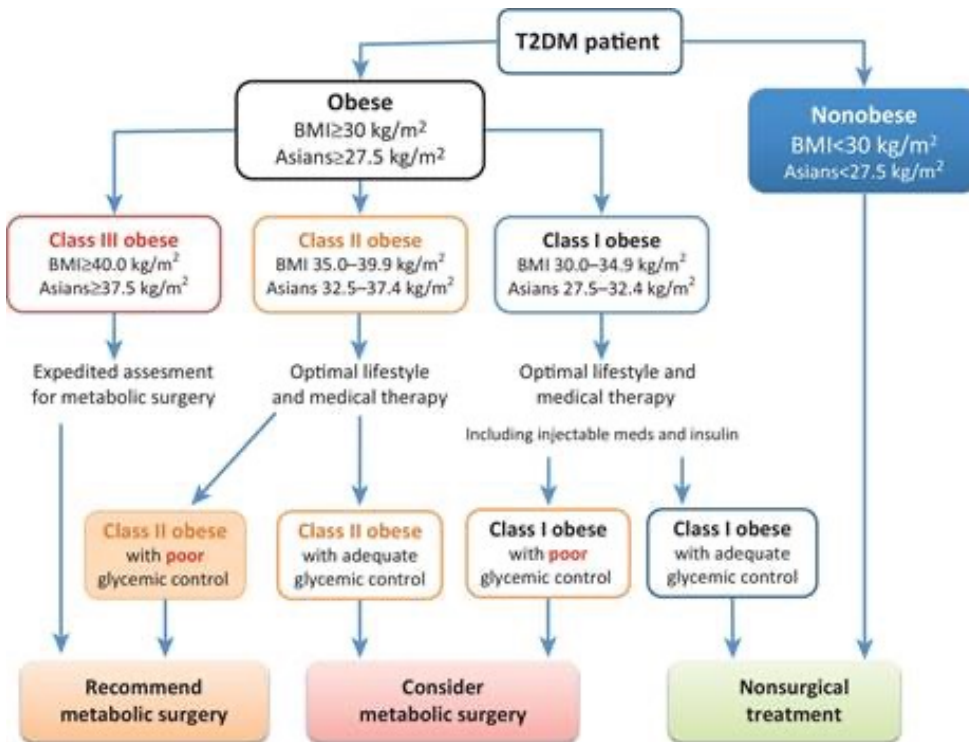 T2DM patient
Obese
BMI≥30 kg/m²
Asians≥27.5 kg/m²
Nonobese
BMI<30 kg/m²
Asians<27.5 kg/m²
Class III obese
BMI≥40.0 kg/m²
Asians≥37.5 kg/m²
Class II obese
BMI 35.0–39.9 kg/m²
Asians 32.5–37.4 kg/m²
Class I obese
BMI 30.0–34.9 kg/m²
Asians 27.5–32.4 kg/m²
Expedited assesment
for metabolic surgery
Optimal lifestyle
and medical therapy
Optimal lifestyle and
medical therapy
Including injectable meds and insulin
Class II obese
with poor
glycemic control
Class II obese
with adequate
glycemic control
Class I obese
with poor
glycemic control
Class I obese
with adequate
glycemic control
Recommend
metabolic surgery
Consider
metabolic surgery
Nonsurgical
treatment